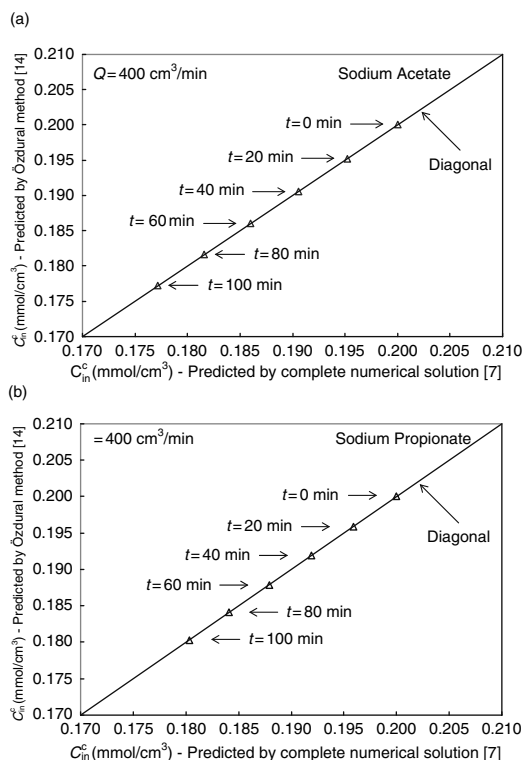 (a)
0.210
Q = 400 cm³/min
Sodium Acetate
0.205
t = 0 min
0.200
t = 20 min
Diagonal
0.195
t = 40 min
0.190
t = 60 min
0.185
t = 80 min
0.180
t = 100 min
0.175
0.170
C_in^c (mmol/cm³) - Predicted by Özdural method [14]
0.170 0.175 0.180 0.185 0.190 0.195 0.200 0.205 0.210
C_in^c (mmol/cm³) - Predicted by complete numerical solution [7]
(b)
0.210
= 400 cm³/min
Sodium Propionate
0.205
t = 0 min
0.200
t = 20 min
Diagonal
0.195
t = 40 min
0.190
t = 60 min
0.185
t = 80 min
t = 100 min
0.180
0.175
0.170
C_in^c (mmol/cm³) - Predicted by Özdural method [14]
0.170 0.175 0.180 0.185 0.190 0.195 0.200 0.205 0.210
C_in^c (mmol/cm³) - Predicted by complete numerical solution [7]